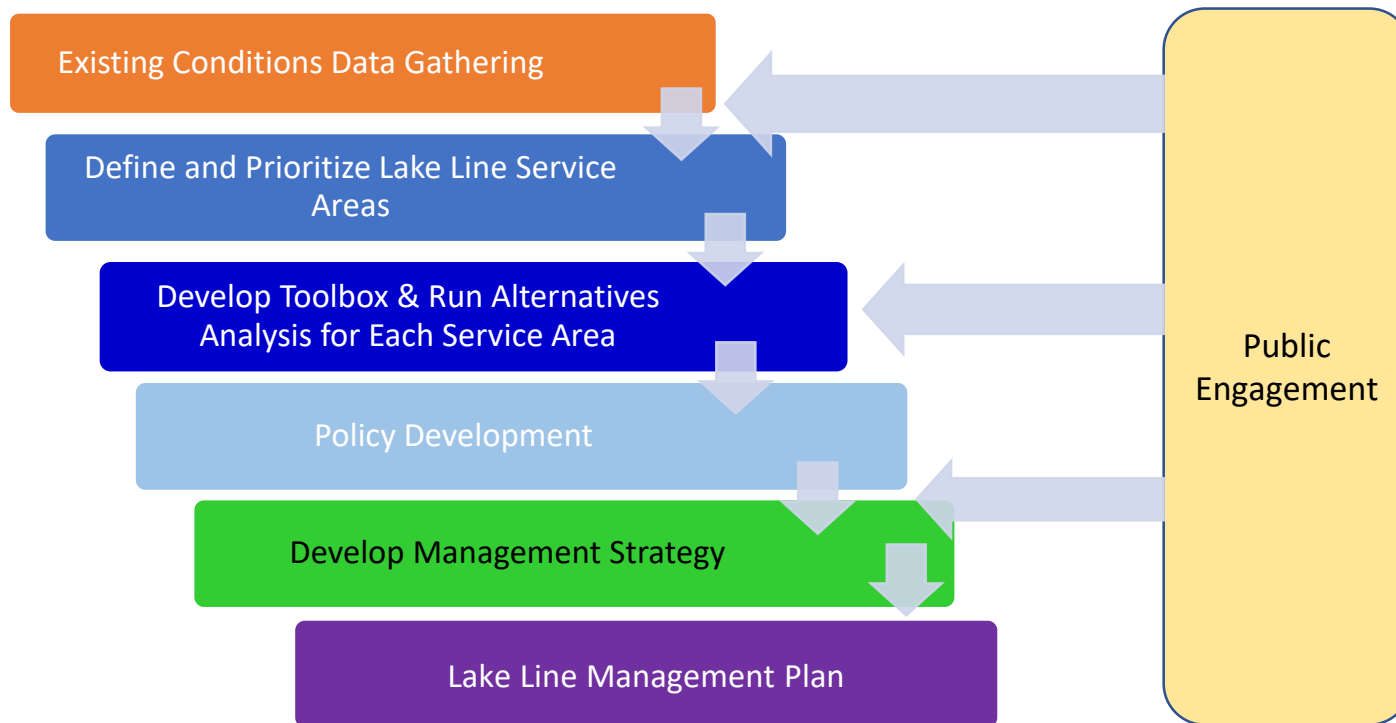 Existing Conditions Data Gathering
Define and Prioritize Lake Line Service
Areas
Develop Toolbox & Run Alternatives
Analysis for Each Service Area
Policy Development
Develop Management Strategy
Lake Line Management Plan
Public
Engagement